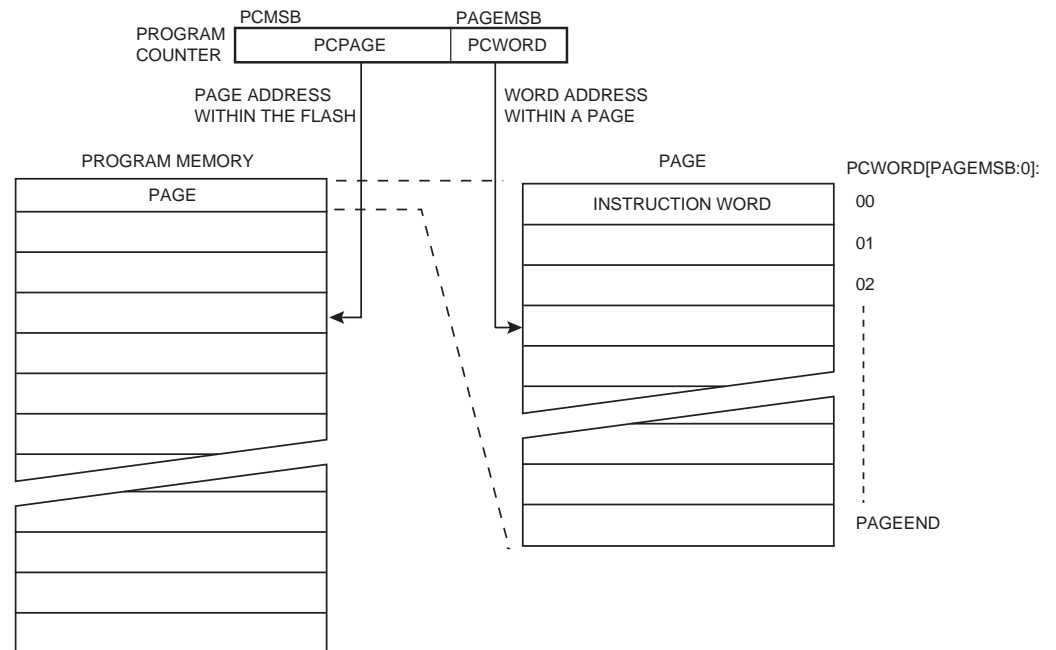 PCMSB PAGEMSB
PROGRAM
COUNTER
PCPAGE PCWORD
PAGE ADDRESS
WITHIN THE FLASH
WORD ADDRESS
WITHIN A PAGE
PROGRAM MEMORY
PAGE
PAGE
INSTRUCTION WORD
PCWORD[PAGEMSB:0]:
00
01
02
PAGEEND